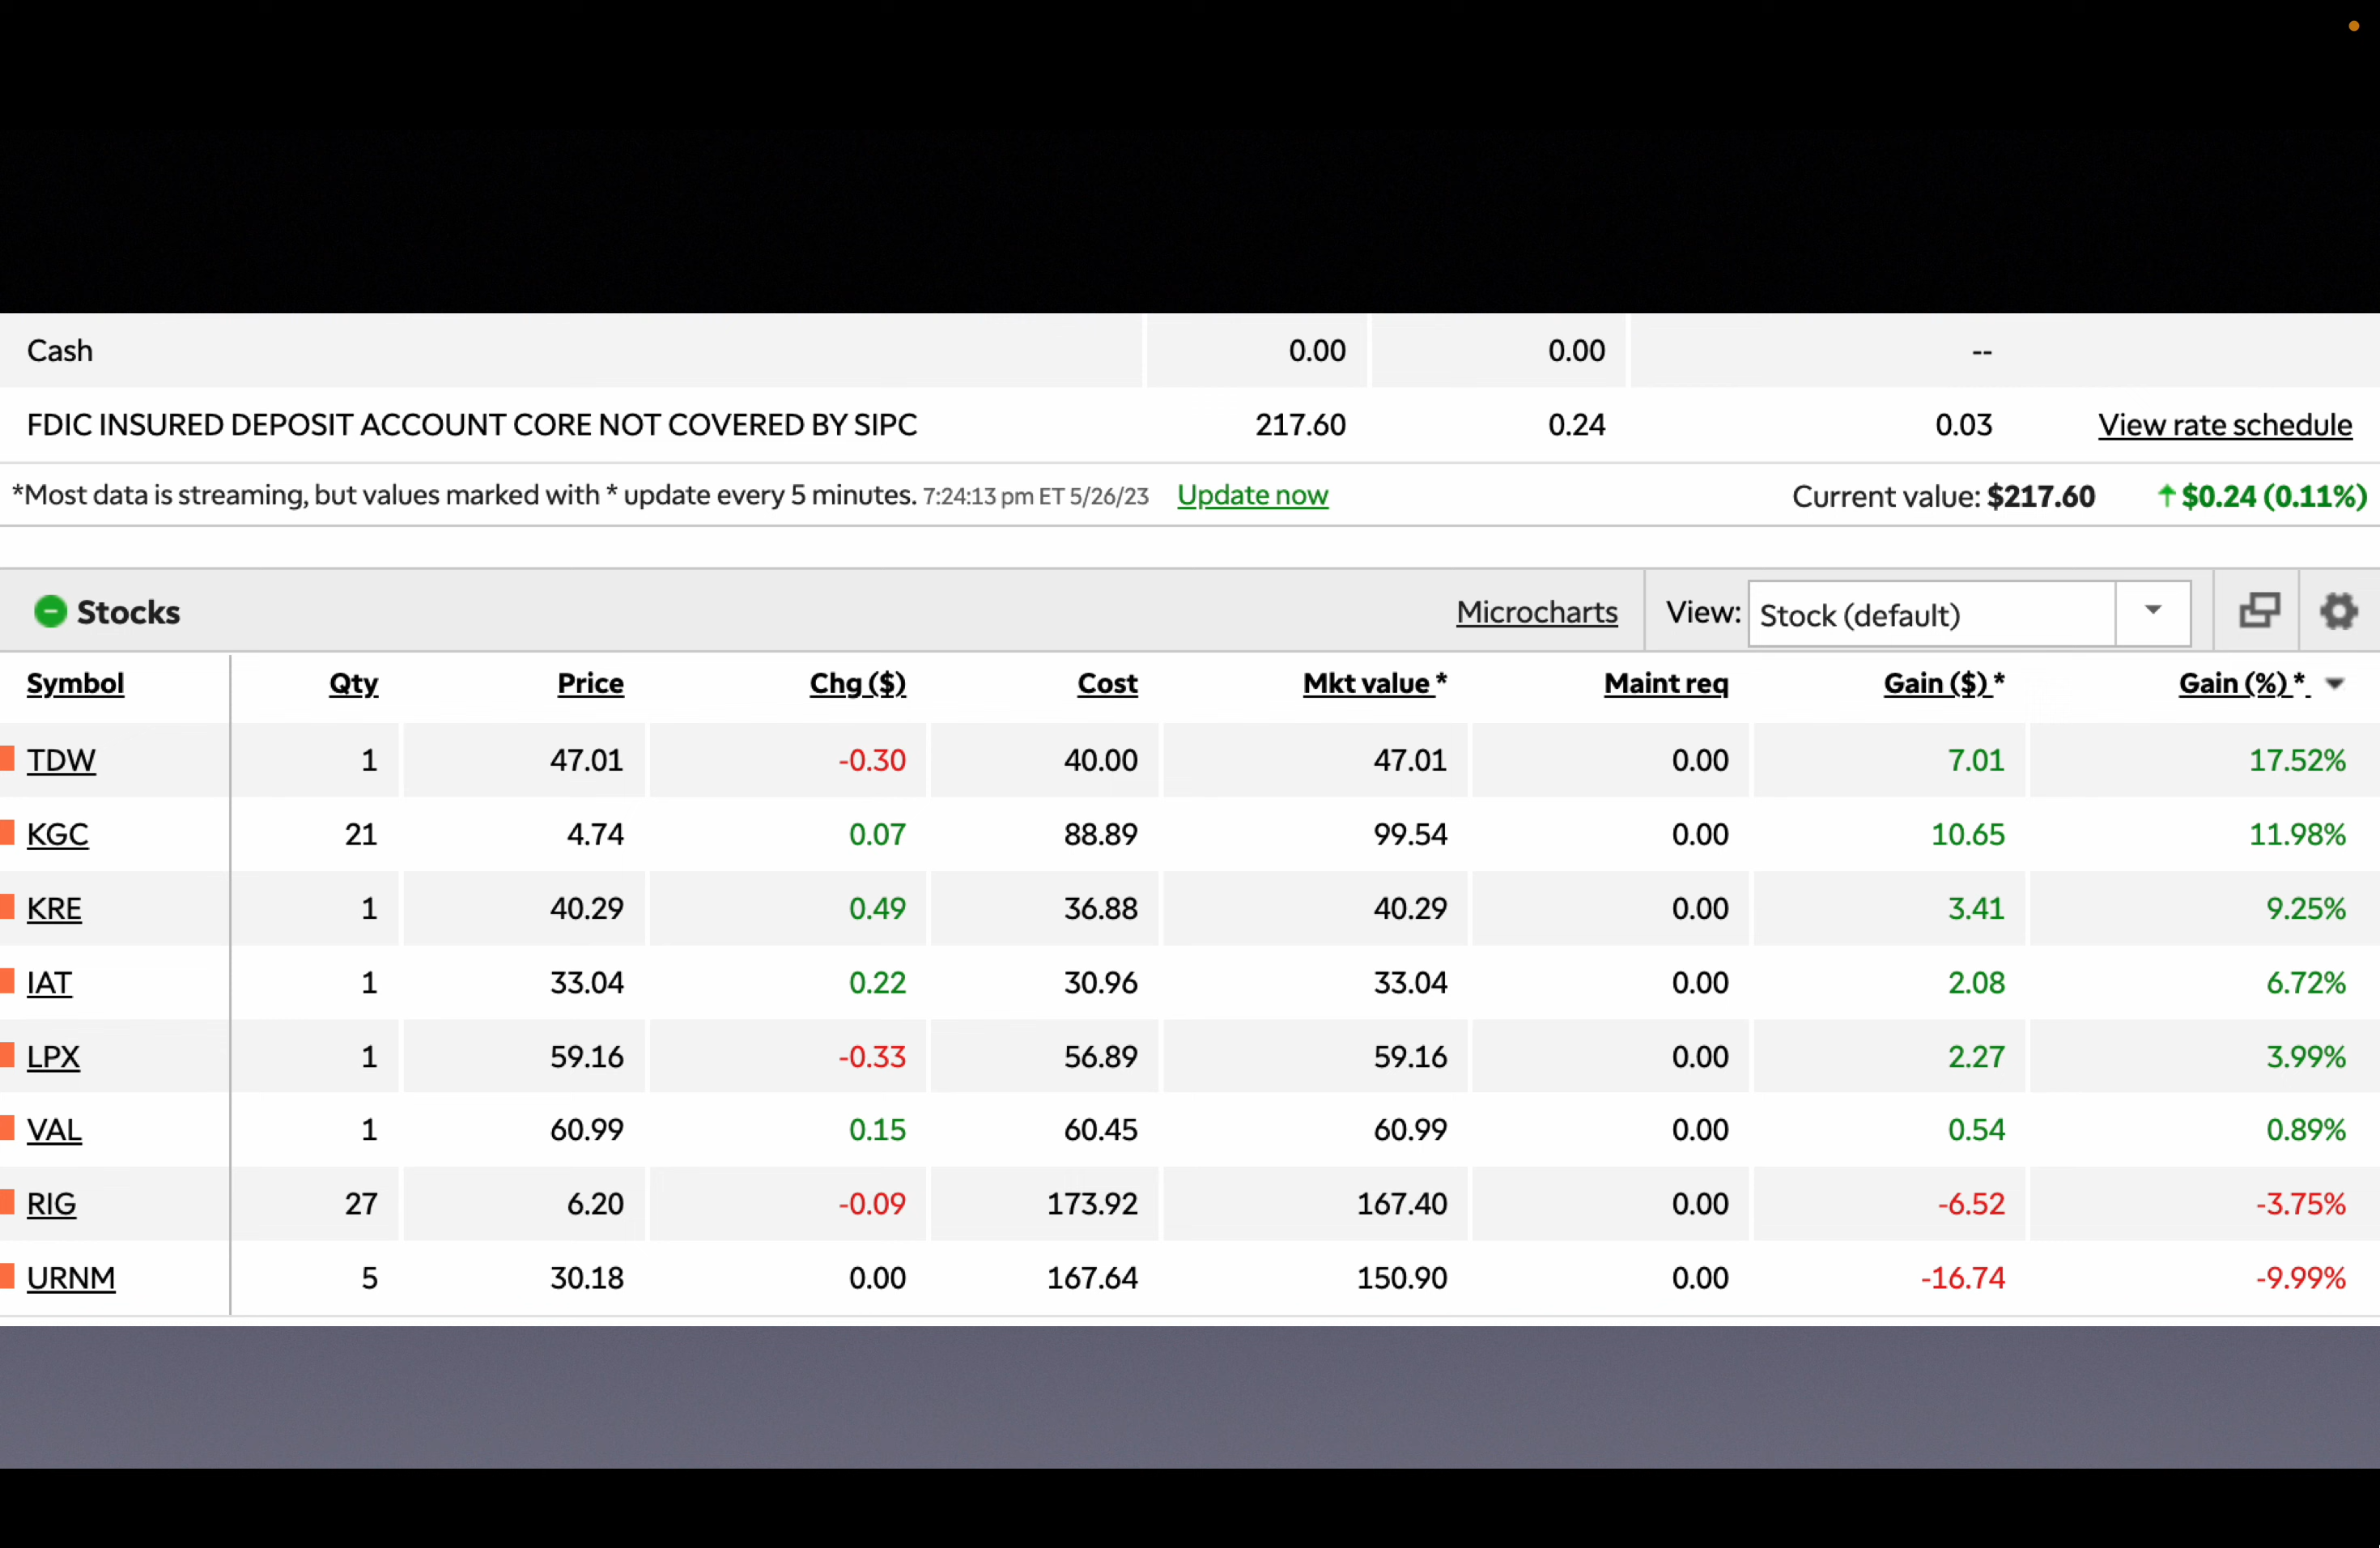 Cash 0.00 0.00 --
FDIC INSURED DEPOSIT ACCOUNT CORE NOT COVERED BY SIPC 217.60 0.24 0.03 View rate schedule
*Most data is streaming, but values marked with * update every 5 minutes. 7:24:13 pm ET 5/26/23 Update now Current value: $217.60 $0.24 (0.11%)
Stocks Microcharts View: Stock (default)
Symbol Qty Price Chg ($) Cost Mkt value * Maint req Gain ($) * Gain (%) *
TDW 1 47.01 -0.30 40.00 47.01 0.00 7.01 17.52%
KGC 21 4.74 0.07 88.89 99.54 0.00 10.65 11.98%
KRE 1 40.29 0.49 36.88 40.29 0.00 3.41 9.25%
IAT 1 33.04 0.22 30.96 33.04 0.00 2.08 6.72%
LPX 1 59.16 -0.33 56.89 59.16 0.00 2.27 3.99%
VAL 1 60.99 0.15 60.45 60.99 0.00 0.54 0.89%
RIG 27 6.20 -0.09 173.92 167.40 0.00 -6.52 -3.75%
URNM 5 30.18 0.00 167.64 150.90 0.00 -16.74 -9.99%